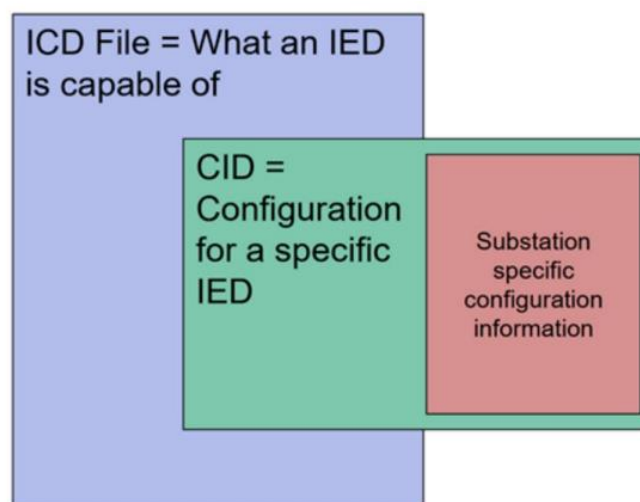 ICD File = What an IED
is capable of
CID =
Configuration
for a specific
IED
Substation
specific
configuration
information